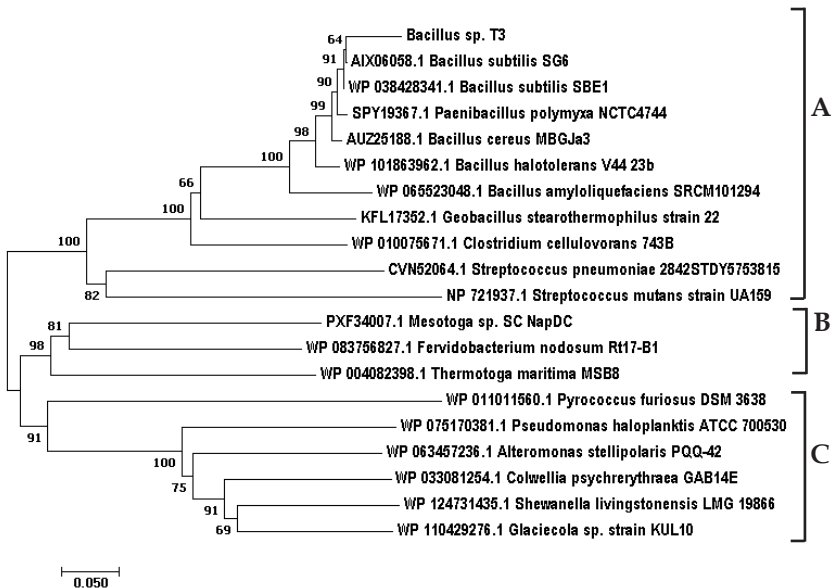 64 Bacillus sp. T3
91 AIX06058.1 Bacillus subtilis SG6
90 WP 038428341.1 Bacillus subtilis SBE1
99 SPY19367.1 Paenibacillus polymyxa NCTC4744
A
98 AUZ25188.1 Bacillus cereus MBGJa3
100 WP 101863962.1 Bacillus halotolerans V44 23b
66 WP 065523048.1 Bacillus amyloliquefaciens SRCM101294
100 KFL17352.1 Geobacillus stearothermophilus strain 22
100 WP 010075671.1 Clostridium cellulovorans 743B
CVN52064.1 Streptococcus pneumoniae 2842STDY5753815
82 NP 721937.1 Streptococcus mutans strain UA159
81 PXF34007.1 Mesotoga sp. SC NapDC
B
98 WP 083756827.1 Fervidobacterium nodosum Rt17-B1
WP 004082398.1 Thermotoga maritima MSB8
WP 011011560.1 Pyrococcus furiosus DSM 3638
91 WP 075170381.1 Pseudomonas haloplanktis ATCC 700530
100 WP 063457236.1 Alteromonas stellipolaris PQQ-42
C
75 WP 033081254.1 Colwellia psychrerythraea GAB14E
91 WP 124731435.1 Shewanella livingstonensis LMG 19866
69 WP 110429276.1 Glaciecola sp. strain KUL10
0.050